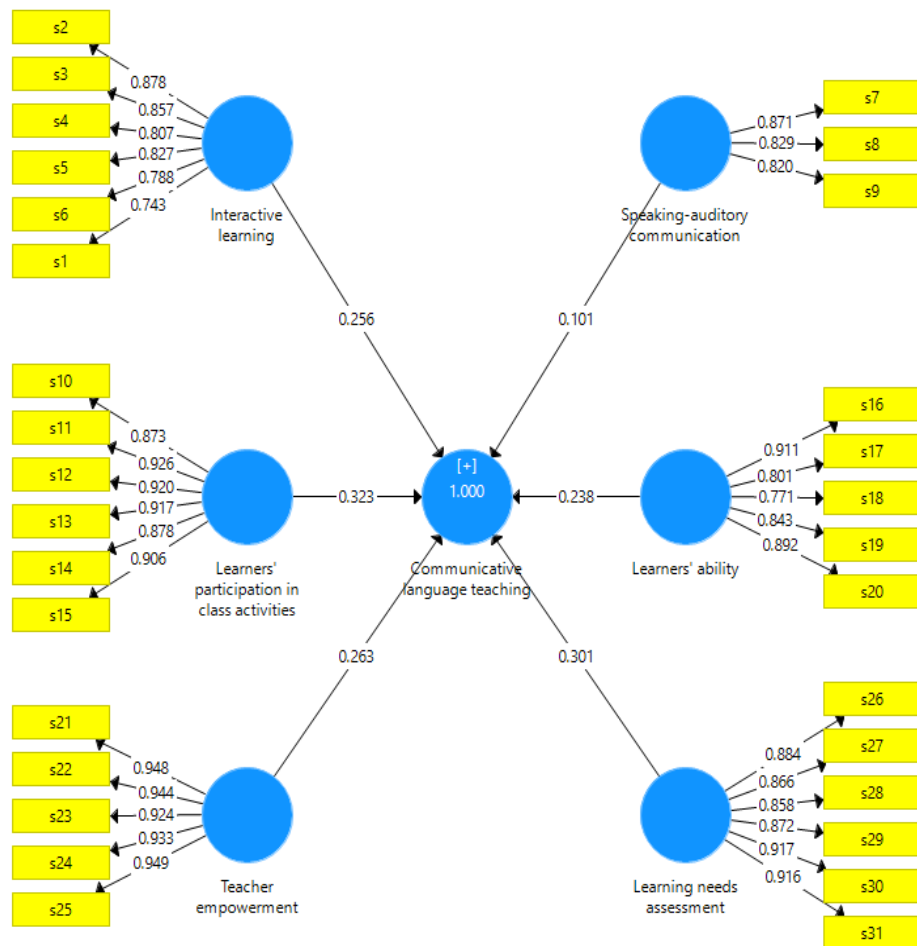 s2
s3
s4
s5
s6
s1
0.878
0.857
0.807
0.827
0.788
0.743
Interactive
learning
s7
s8
s9
0.871
0.829
0.820
Speaking-auditory
communication
0.256
0.101
s10
s11
s12
s13
s14
s15
0.873
0.926
0.920
0.917
0.878
0.906
Learners'
participation in
class activities
0.323
[+]
1.000
Communicative
language teaching
0.238
s16
s17
s18
s19
s20
0.911
0.801
0.771
0.843
0.892
Learners' ability
0.263
0.301
s21
s22
s23
s24
s25
0.948
0.944
0.924
0.933
0.949
Teacher
empowerment
s26
s27
s28
s29
s30
s31
0.884
0.866
0.858
0.872
0.917
0.916
Learning needs
assessment